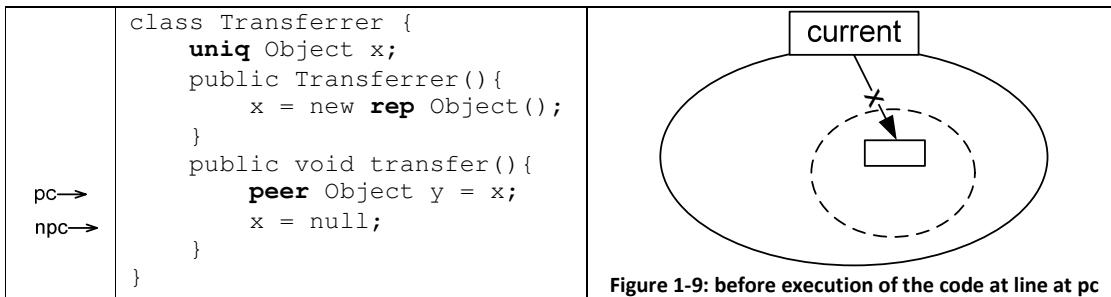 class Transferrer {
uniq Object x;
public Transferrer(){
x = new rep Object();
}
public void transfer(){
pc→ peer Object y = x;
npc→ x = null;
}
}
current
x
Figure 1-9: before execution of the code at line at pc